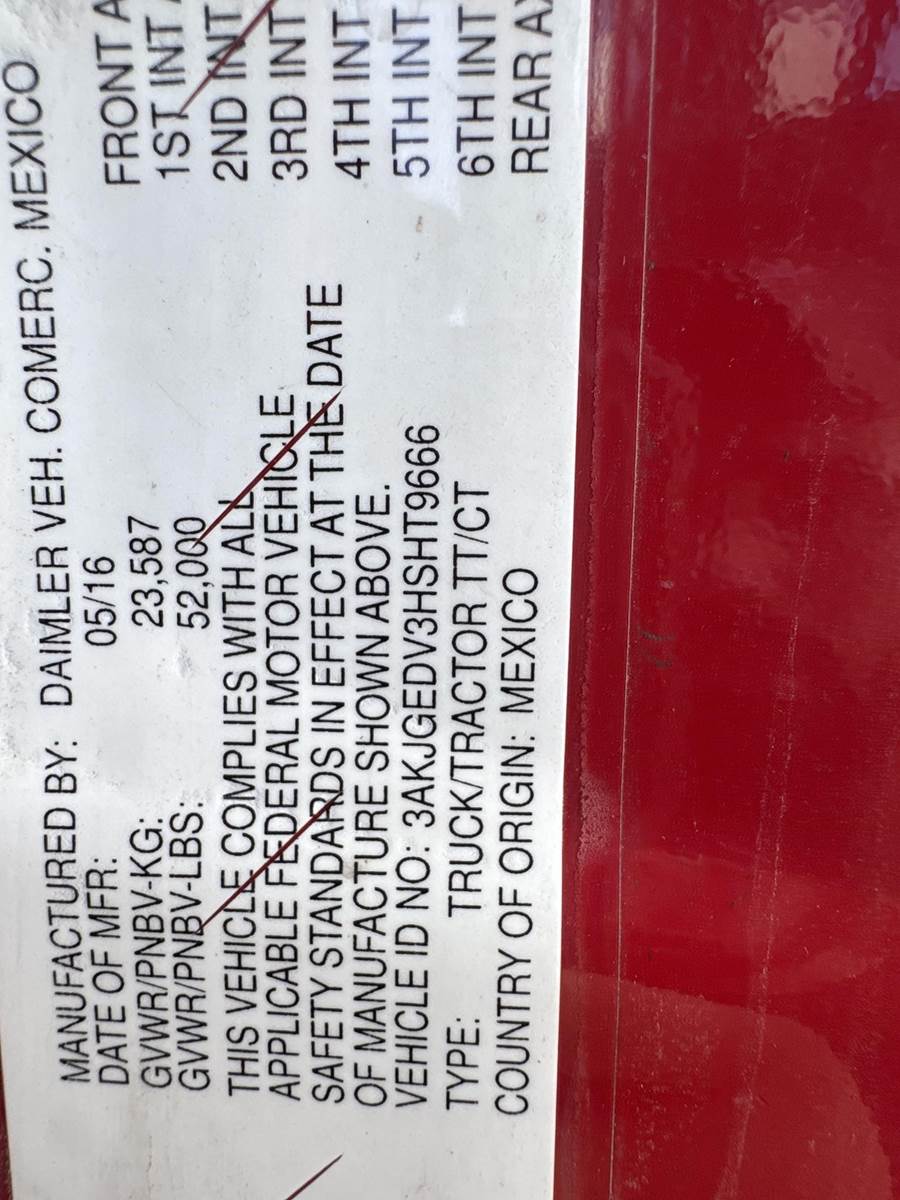 MANUFACTURED BY: DAIMLER VEH. COMERC. MEXICO
DATE OF MFR: 05/16
GVWR/PNBV-KG: 23,587
GVWR/PNBV-LBS: 52,000
THIS VEHICLE COMPLIES WITH ALL
APPLICABLE FEDERAL MOTOR VEHICLE
SAFETY STANDARDS IN EFFECT AT THE DATE
OF MANUFACTURE SHOWN ABOVE.
VEHICLE ID NO: 3AKJGEDV3HSHT9666
TYPE: TRUCK/TRACTOR TT/CT
COUNTRY OF ORIGIN: MEXICO
FRONT A
1ST INT
2ND INT
3RD INT
4TH INT
5TH INT
6TH INT
REAR